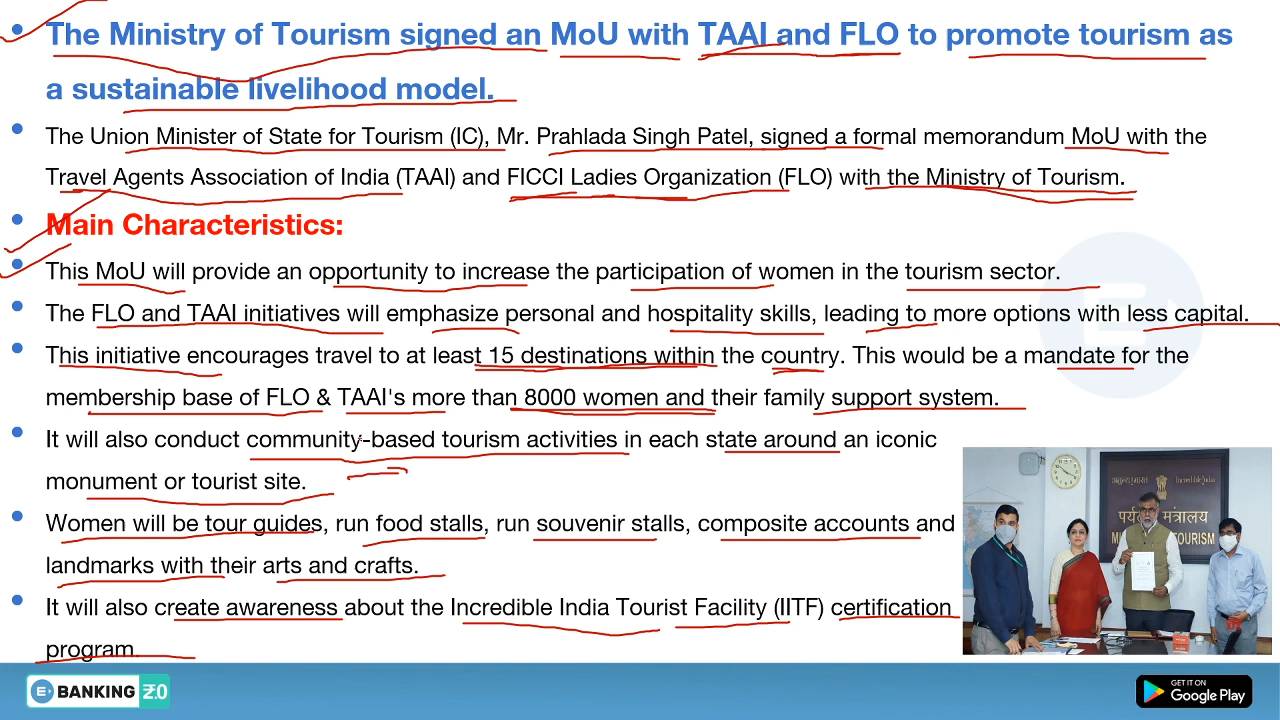 The Ministry of Tourism signed an MoU with TAAI and FLO to promote tourism as
a sustainable livelihood model.
The Union Minister of State for Tourism (IC), Mr. Prahlada Singh Patel, signed a formal memorandum MoU with the
Travel Agents Association of India (TAAI) and FICCI Ladies Organization (FLO) with the Ministry of Tourism.
Main Characteristics:
This MoU will provide an opportunity to increase the participation of women in the tourism sector.
The FLO and TAAI initiatives will emphasize personal and hospitality skills, leading to more options with less capital.
This initiative encourages travel to at least 15 destinations within the country. This would be a mandate for the
membership base of FLO & TAAI's more than 8000 women and their family support system.
It will also conduct community-based tourism activities in each state around an iconic
monument or tourist site.
Women will be tour guides, run food stalls, run souvenir stalls, composite accounts and
landmarks with their arts and crafts.
It will also create awareness about the Incredible India Tourist Facility (IITF) certification
program.
Incredible India
मंत्रालय
TOURISM
BANKING 2.0
GET IT ON
Google Play